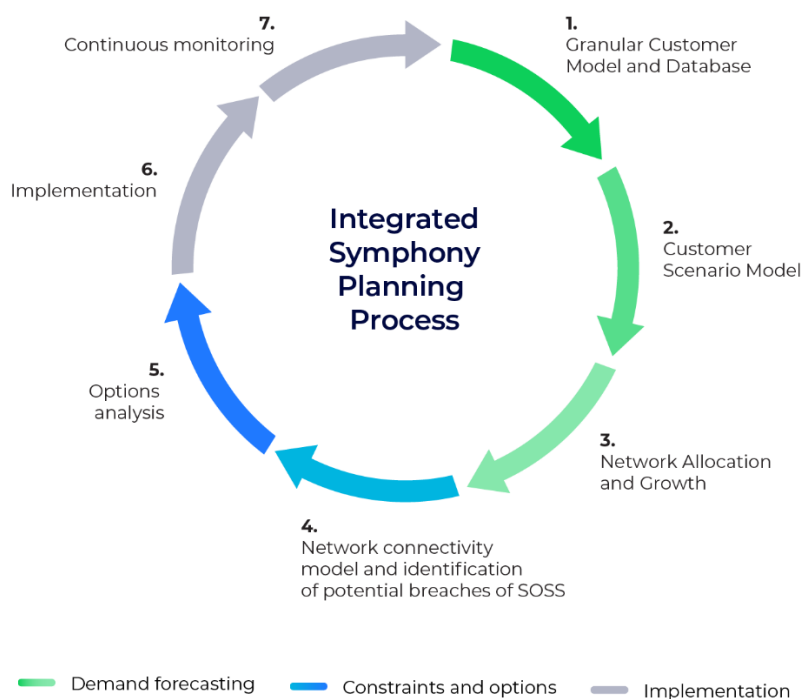 7.
Continuous monitoring
1.
Granular Customer
Model and Database
6.
Implementation
Integrated
Symphony
Planning
Process
2.
Customer
Scenario Model
5.
Options
analysis
3.
Network Allocation
and Growth
4.
Network connectivity
model and identification
of potential breaches of SOSS
Demand forecasting
Constraints and options
Implementation